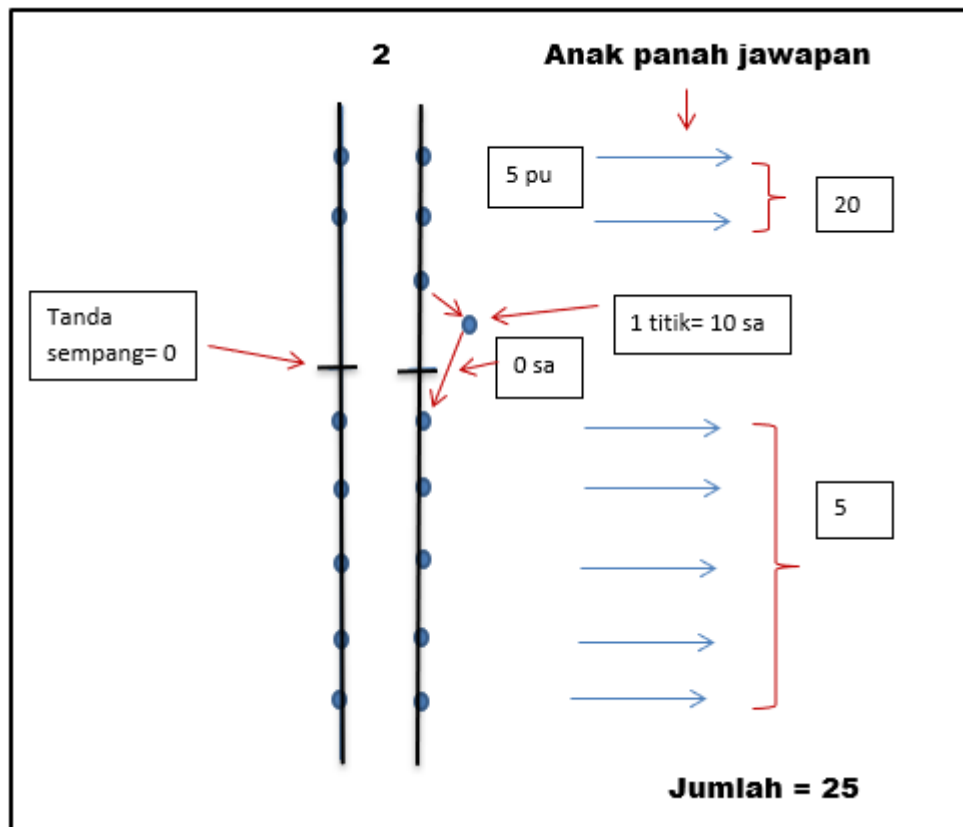 2
Anak panah jawapan
5 pu
20
Tanda
sempang= 0
1 titik= 10 sa
0 sa
5
Jumlah = 25